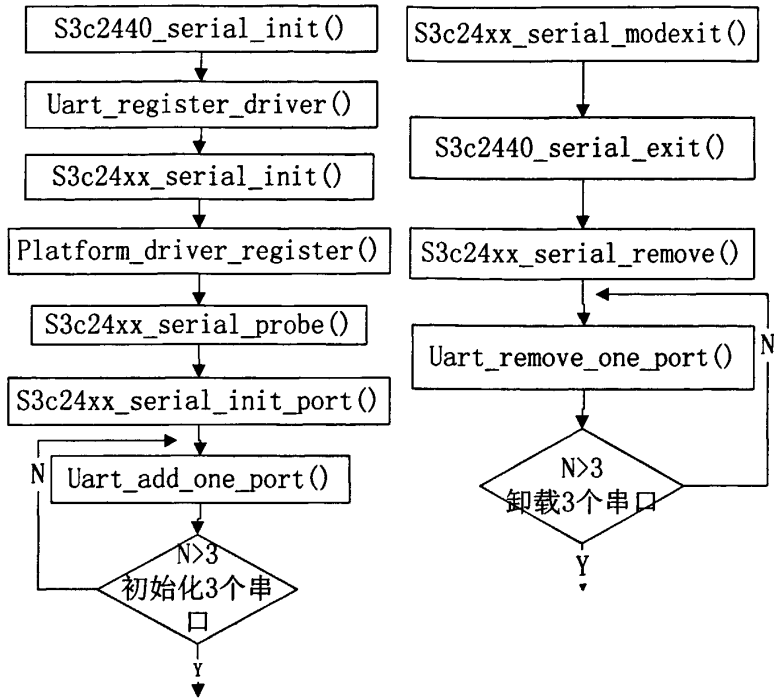 S3c2440_serial_init()
Uart_register_driver()
S3c24xx_serial_init()
Platform_driver_register()
S3c24xx_serial_probe()
S3c24xx_serial_init_port()
N
Uart_add_one_port()
N>3
初始化3个串
口
Y
S3c24xx_serial_modexit()
S3c2440_serial_exit()
S3c24xx_serial_remove()
N
Uart_remove_one_port()
N>3
卸载3个串口
Y